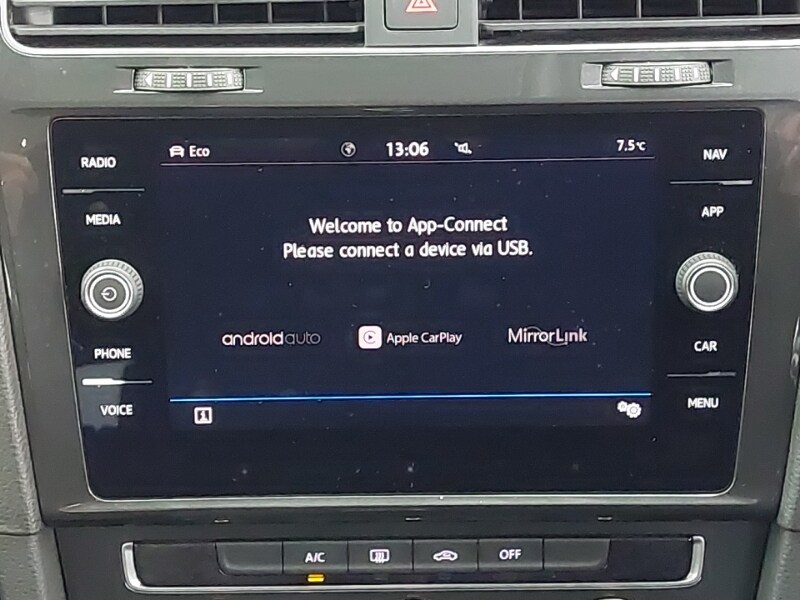 RADIO
MEDIA
PHONE
VOICE
Eco
13:06
7.5°C
Welcome to App-Connect
Please connect a device via USB.
androidauto
Apple CarPlay
MirrorLink
NAV
APP
CAR
MENU
A/C
OFF